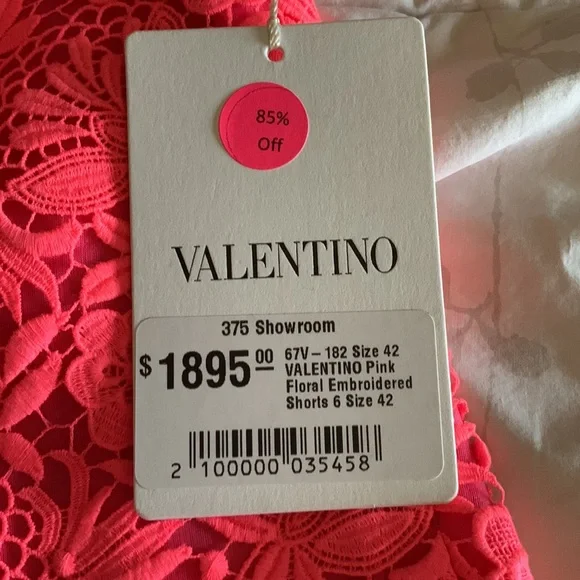 85%
Off
VALENTINO
375 Showroom
$1895.00
67V – 182 Size 42
VALENTINO Pink
Floral Embroidered
Shorts 6 Size 42
2 100000 035458